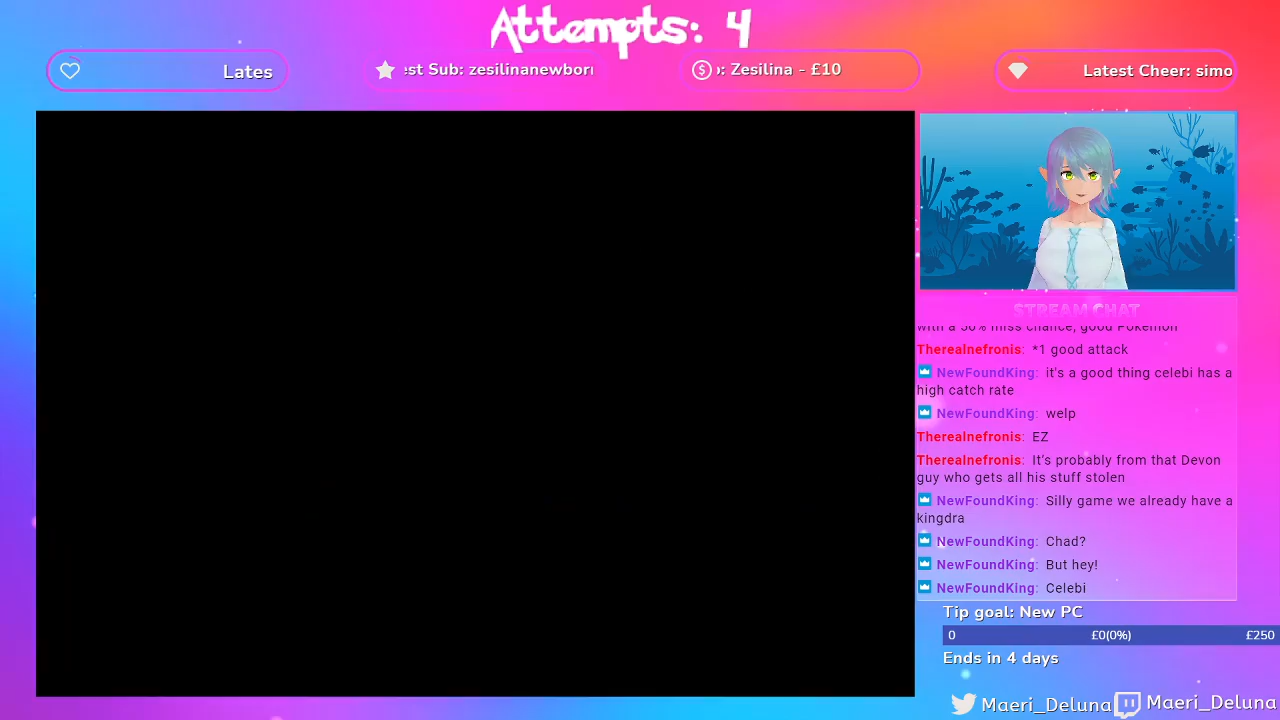 Attempts: 4
Lates
st Sub: zesilinanewbor
: Zesilina - £10
Latest Cheer: simo
STREAM CHAT
with a 50% miss chance, good Pokemon
Therealnefronis: *1 good attack
NewFoundKing: it's a good thing celebi has a
high catch rate
NewFoundKing: welp
Therealnefronis: EZ
Therealnefronis: It's probably from that Devon
guy who gets all his stuff stolen
NewFoundKing: Silly game we already have a
kingdra
NewFoundKing: Chad?
NewFoundKing: But hey!
NewFoundKing: Celebi
Tip goal: New PC
0 £0(0%) £250
Ends in 4 days
Maeri_Deluna Maeri_Deluna